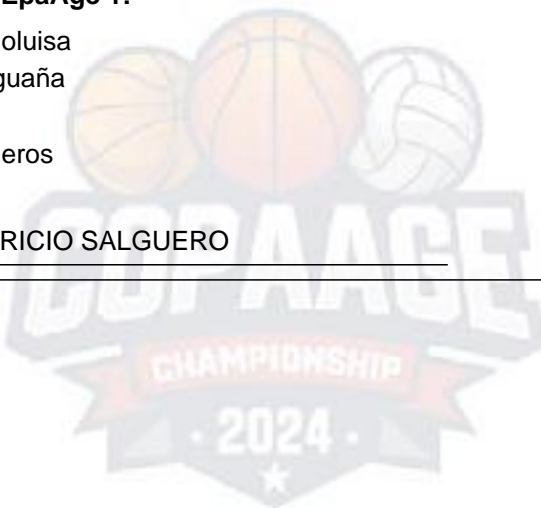 EpaAge 1:
oluisa
guaña
eros
RICIO SALGUERO
COPAAGE
CHAMPIONSHIP
· 2024 ·